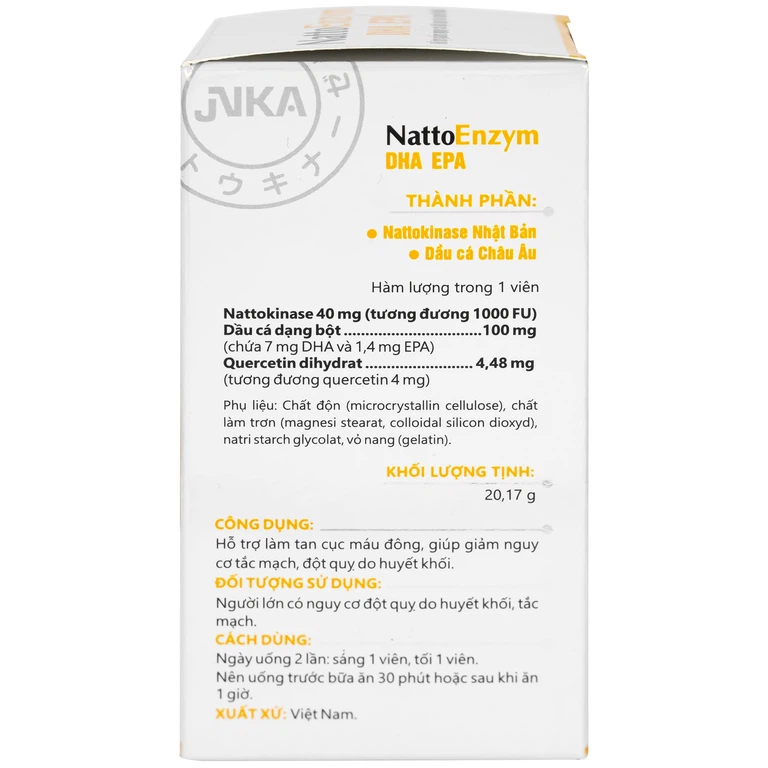 NattoEnzym
DHA EPA
JNKA
トウキナーゼ
NattoEnzym
DHA EPA
THÀNH PHẦN:
• Nattokinase Nhật Bản
• Dầu cá Châu Âu
Hàm lượng trong 1 viên
Nattokinase 40 mg (tương đương 1000 FU)
Dầu cá dạng bột ................................ 100 mg
(chứa 7 mg DHA và 1,4 mg EPA)
Quercetin dihydrat ......................... 4,48 mg
(tương đương quercetin 4 mg)
Phụ liệu: Chất độn (microcrystallin cellulose), chất
làm trơn (magnesi stearat, colloidal silicon dioxyd),
natri starch glycolat, vỏ nang (gelatin).
KHỐI LƯỢNG TỊNH:
20,17 g
CÔNG DỤNG:
Hỗ trợ làm tan cục máu đông, giúp giảm nguy
cơ tắc mạch, đột quỵ do huyết khối.
ĐỐI TƯỢNG SỬ DỤNG:
Người lớn có nguy cơ đột quỵ do huyết khối, tắc
mạch.
CÁCH DÙNG:
Ngày uống 2 lần: sáng 1 viên, tối 1 viên.
Nên uống trước bữa ăn 30 phút hoặc sau khi ăn
1 giờ.
XUẤT XỨ: Việt Nam.